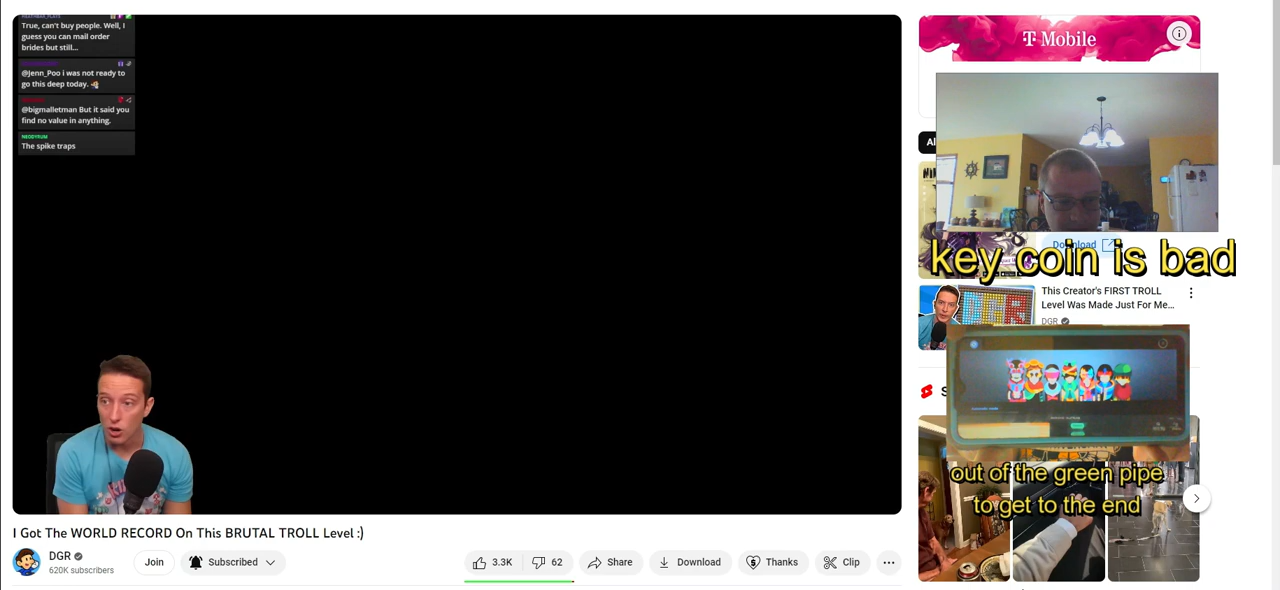 True, can't buy people. Well, I
guess you can mail order
brides but still...
@Jenn_Poo i was not ready to
go this deep today.
@bigmalletman But it said you
find no value in anything.
NEODYRUM
The spike traps
I Got The WORLD RECORD On This BRUTAL TROLL Level :)
DGR
620K subscribers
Join
Subscribed
3.3K
62
Share
Download
Thanks
Clip
T Mobile
Al
Download
key coin is bad
This Creator's FIRST TROLL
Level Was Made Just For Me...
DGR
S
out of the green pipe
to get to the end